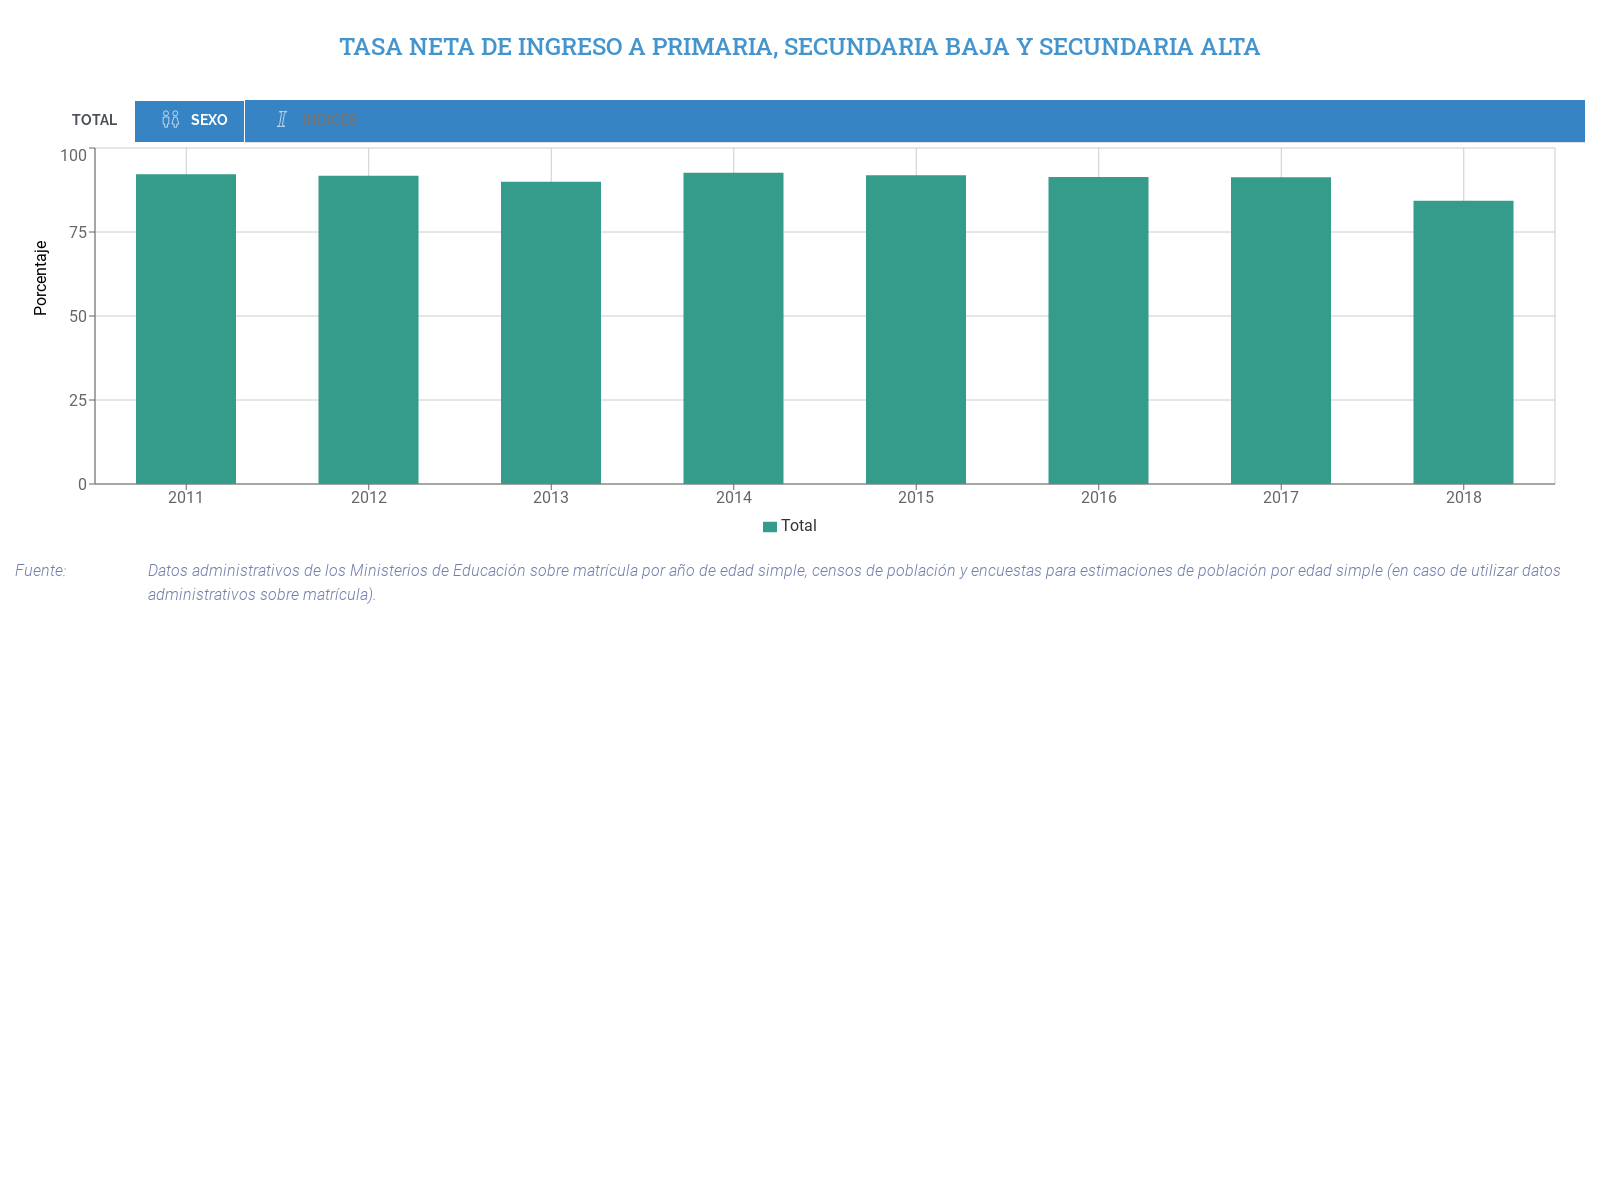 TASA NETA DE INGRESO A PRIMARIA, SECUNDARIA BAJA Y SECUNDARIA ALTA
TOTAL SEXO INDICES
100
75
50
25
0
Porcentaje
2011 2012 2013 2014 2015 2016 2017 2018
Total
Fuente: Datos administrativos de los Ministerios de Educación sobre matrícula por año de edad simple, censos de población y encuestas para estimaciones de población por edad simple (en caso de utilizar datos
administrativos sobre matrícula).